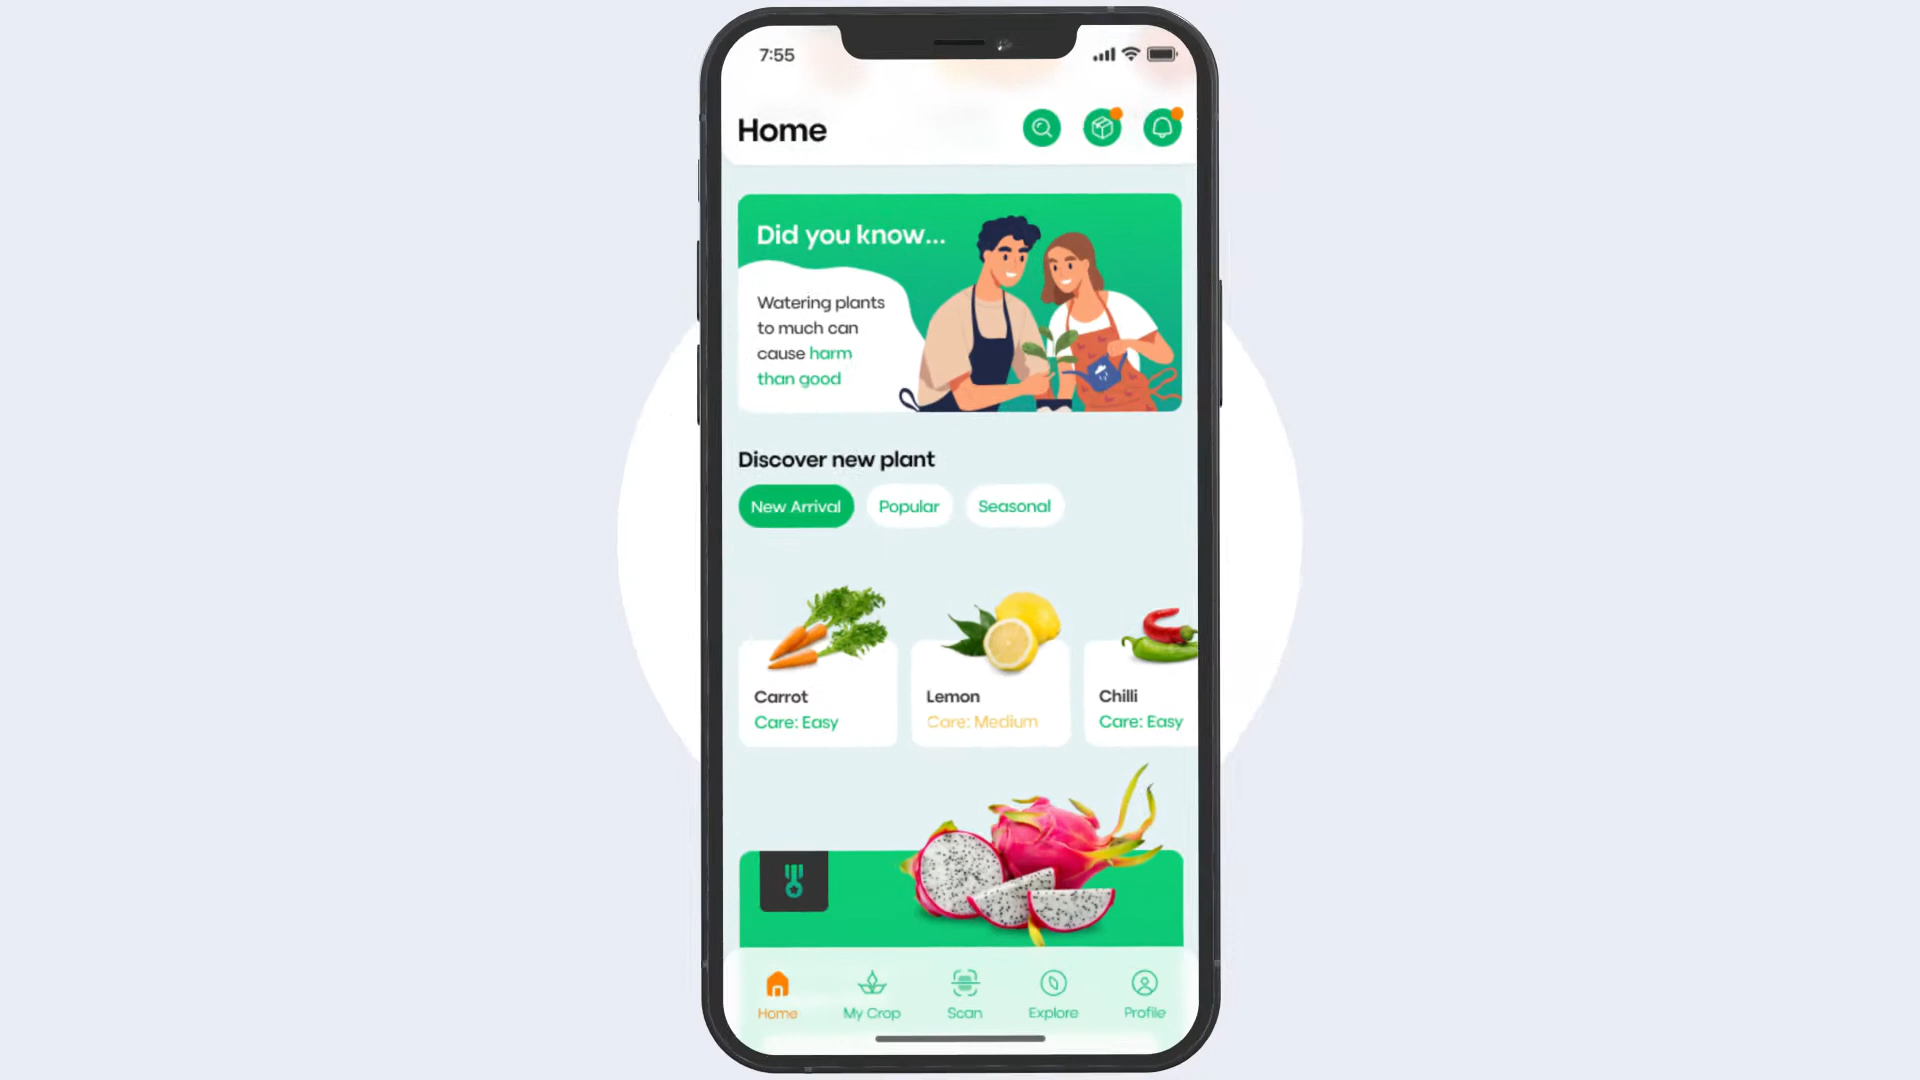 7:55
Home
Did you know...
Watering plants
to much can
cause harm
than good
Discover new plant
New Arrival
Popular
Seasonal
Carrot
Care: Easy
Lemon
Care: Medium
Chilli
Care: Easy
Home
My Crop
Scan
Explore
Profile